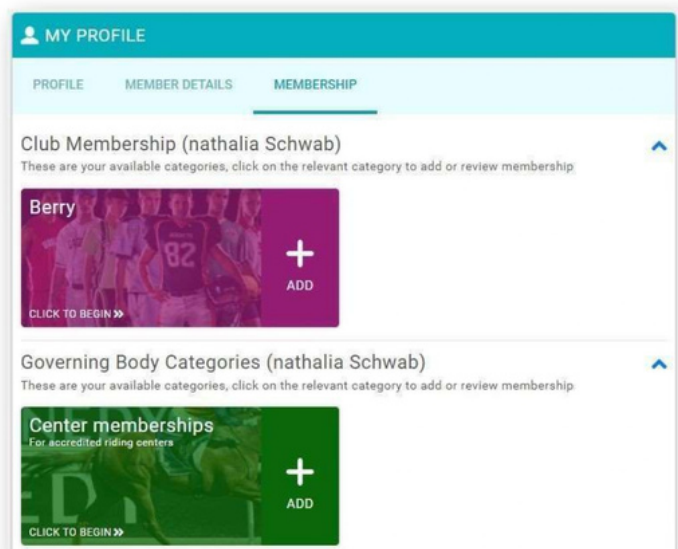 MY PROFILE
PROFILE MEMBER DETAILS MEMBERSHIP
Club Membership (nathalia Schwab)
These are your available categories, click on the relevant category to add or review membership
Berry
82
ADD
CLICK TO BEGIN »
Governing Body Categories (nathalia Schwab)
These are your available categories, click on the relevant category to add or review membership
Center memberships
For accredited riding centers
ADD
CLICK TO BEGIN »